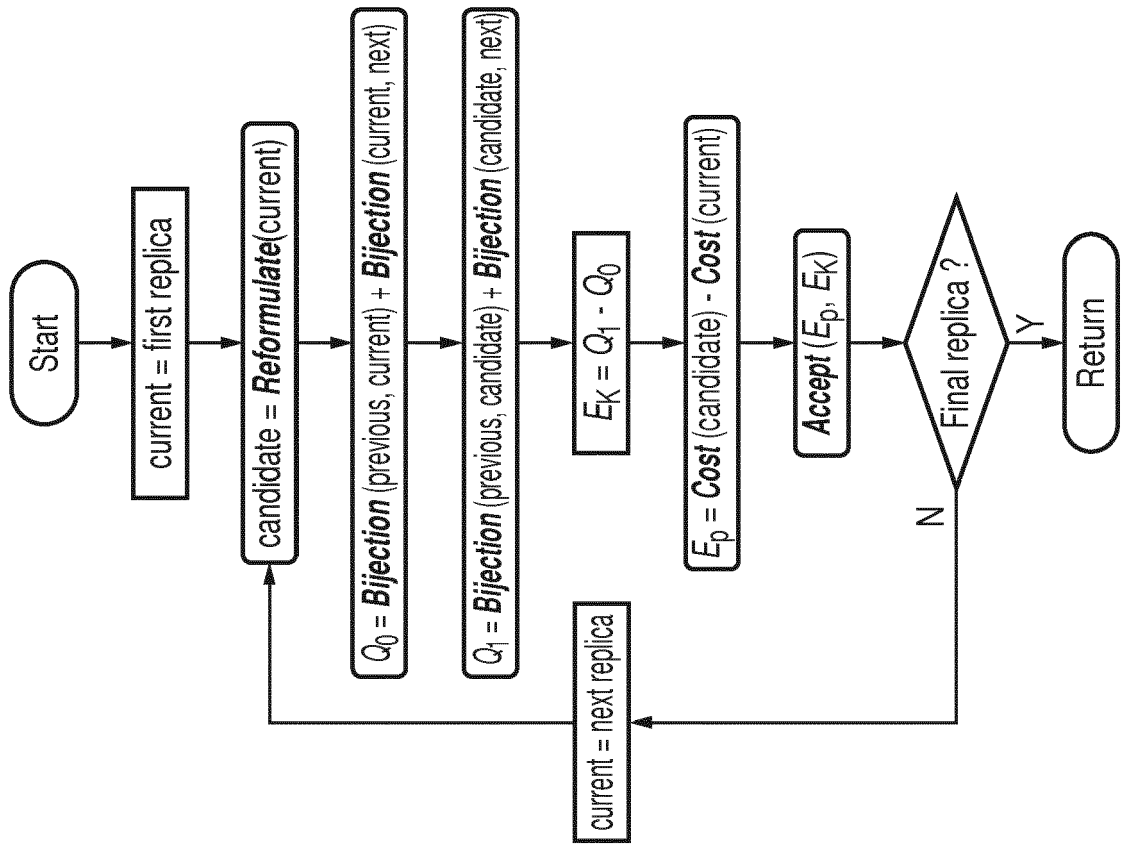 Start
current = first replica
candidate = Reformulate(current)
Q0 = Bijection (previous, current) + Bijection (current, next)
Q1 = Bijection (previous, candidate) + Bijection (candidate, next)
EK = Q1 - Q0
Ep = Cost (candidate) - Cost (current)
Accept (Ep, EK)
Final replica ?
N
Y
current = next replica
Return